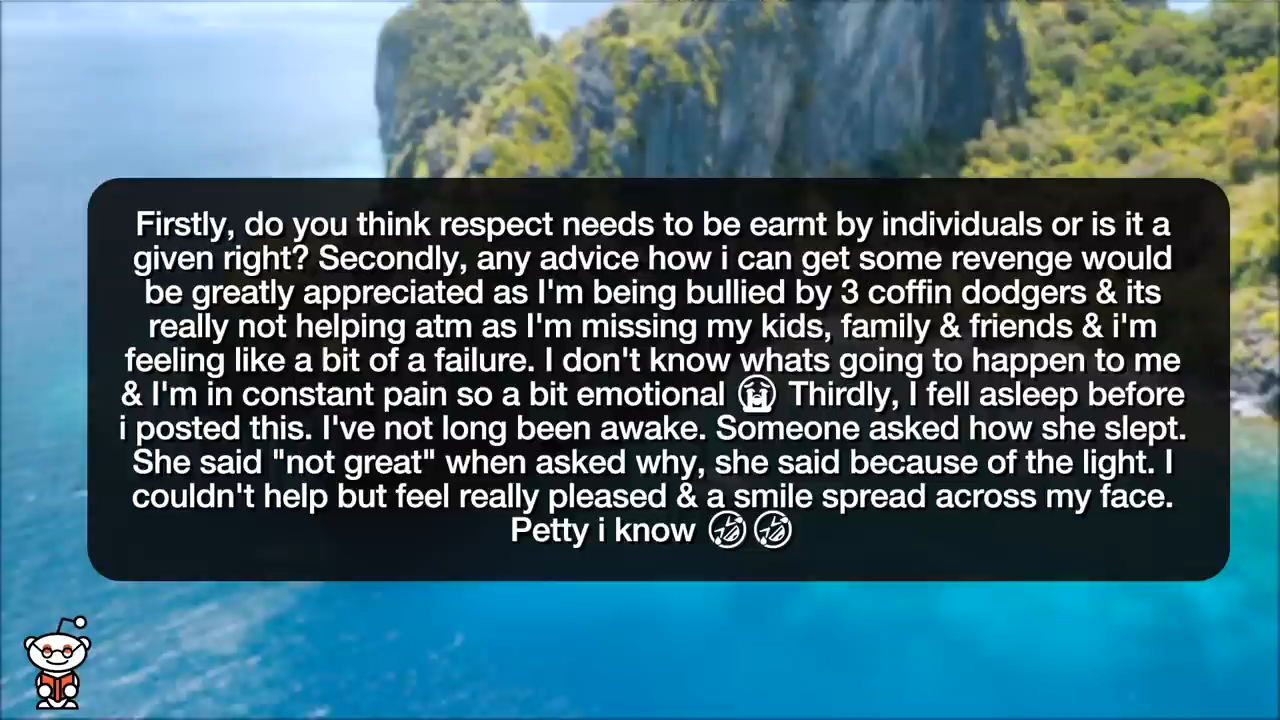 Firstly, do you think respect needs to be earnt by individuals or is it a
given right? Secondly, any advice how i can get some revenge would
be greatly appreciated as I'm being bullied by 3 coffin dodgers & its
really not helping atm as I'm missing my kids, family & friends & i'm
feeling like a bit of a failure. I don't know whats going to happen to me
& I'm in constant pain so a bit emotional 😭 Thirdly, I fell asleep before
i posted this. I've not long been awake. Someone asked how she slept.
She said "not great" when asked why, she said because of the light. I
couldn't help but feel really pleased & a smile spread across my face.
Petty i know 🤣🤣